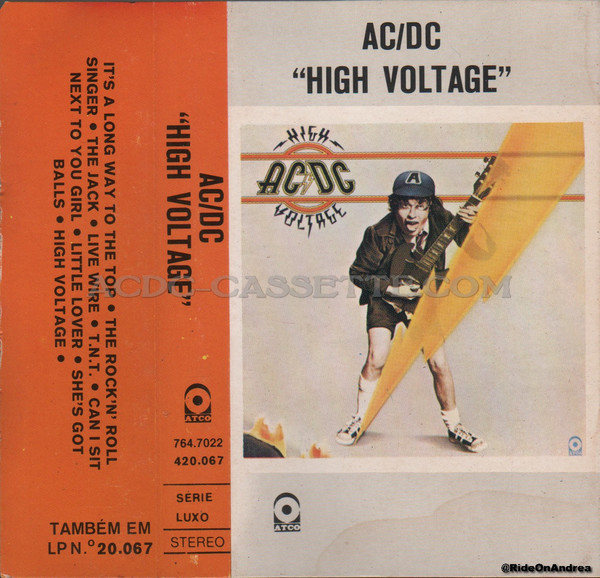 IT'S A LONG WAY TO THE TOP • THE ROCK'N' ROLL
SINGER • THE JACK • LIVE WIRE • T.N.T. • CAN I SIT
NEXT TO YOU GIRL • LITTLE LOVER • SHE'S GOT
BALLS • HIGH VOLTAGE •
TAMBÉM EM
LP N.º 20.067
AC/DC
"HIGH VOLTAGE"
ATCO
764.7022
420.067
SÉRIE
LUXO
STEREO
AC/DC
"HIGH VOLTAGE"
HIGH
AC/DC
VOLTAGE
A
ATCO
ACDC-CASSETTE.COM
@RideOnAndrea